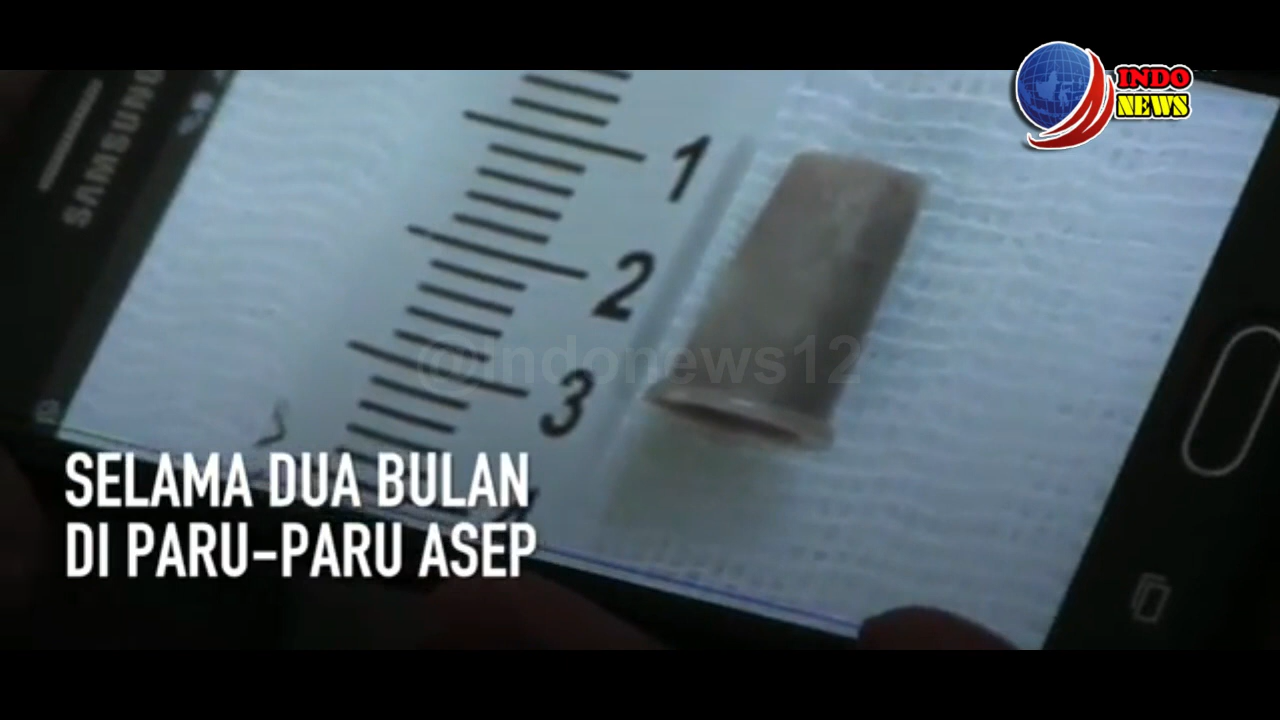 INDO
NEWS
SAMSUNG
1
2
3
@Indonews12
SELAMA DUA BULAN
DI PARU-PARU ASEP